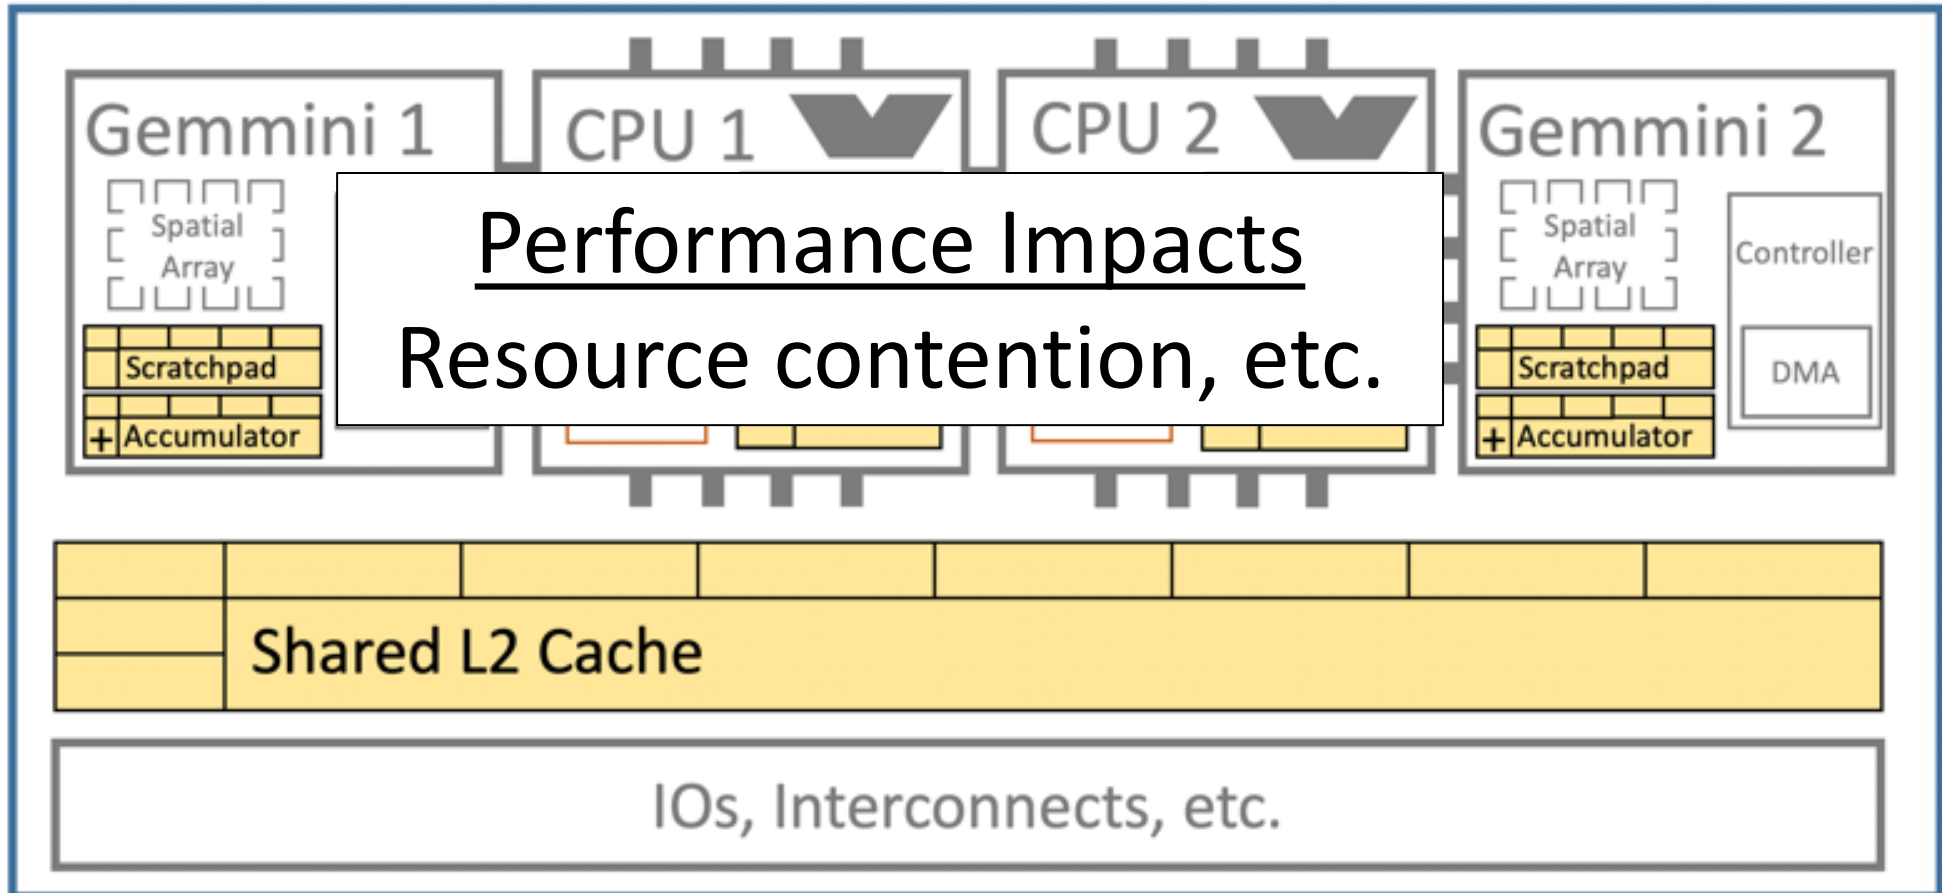 Gemmini 1
CPU 1
CPU 2
Gemmini 2
Spatial
Array
Scratchpad
+ Accumulator
Performance Impacts
Resource contention, etc.
Spatial
Array
Controller
DMA
Scratchpad
+ Accumulator
Shared L2 Cache
IOs, Interconnects, etc.